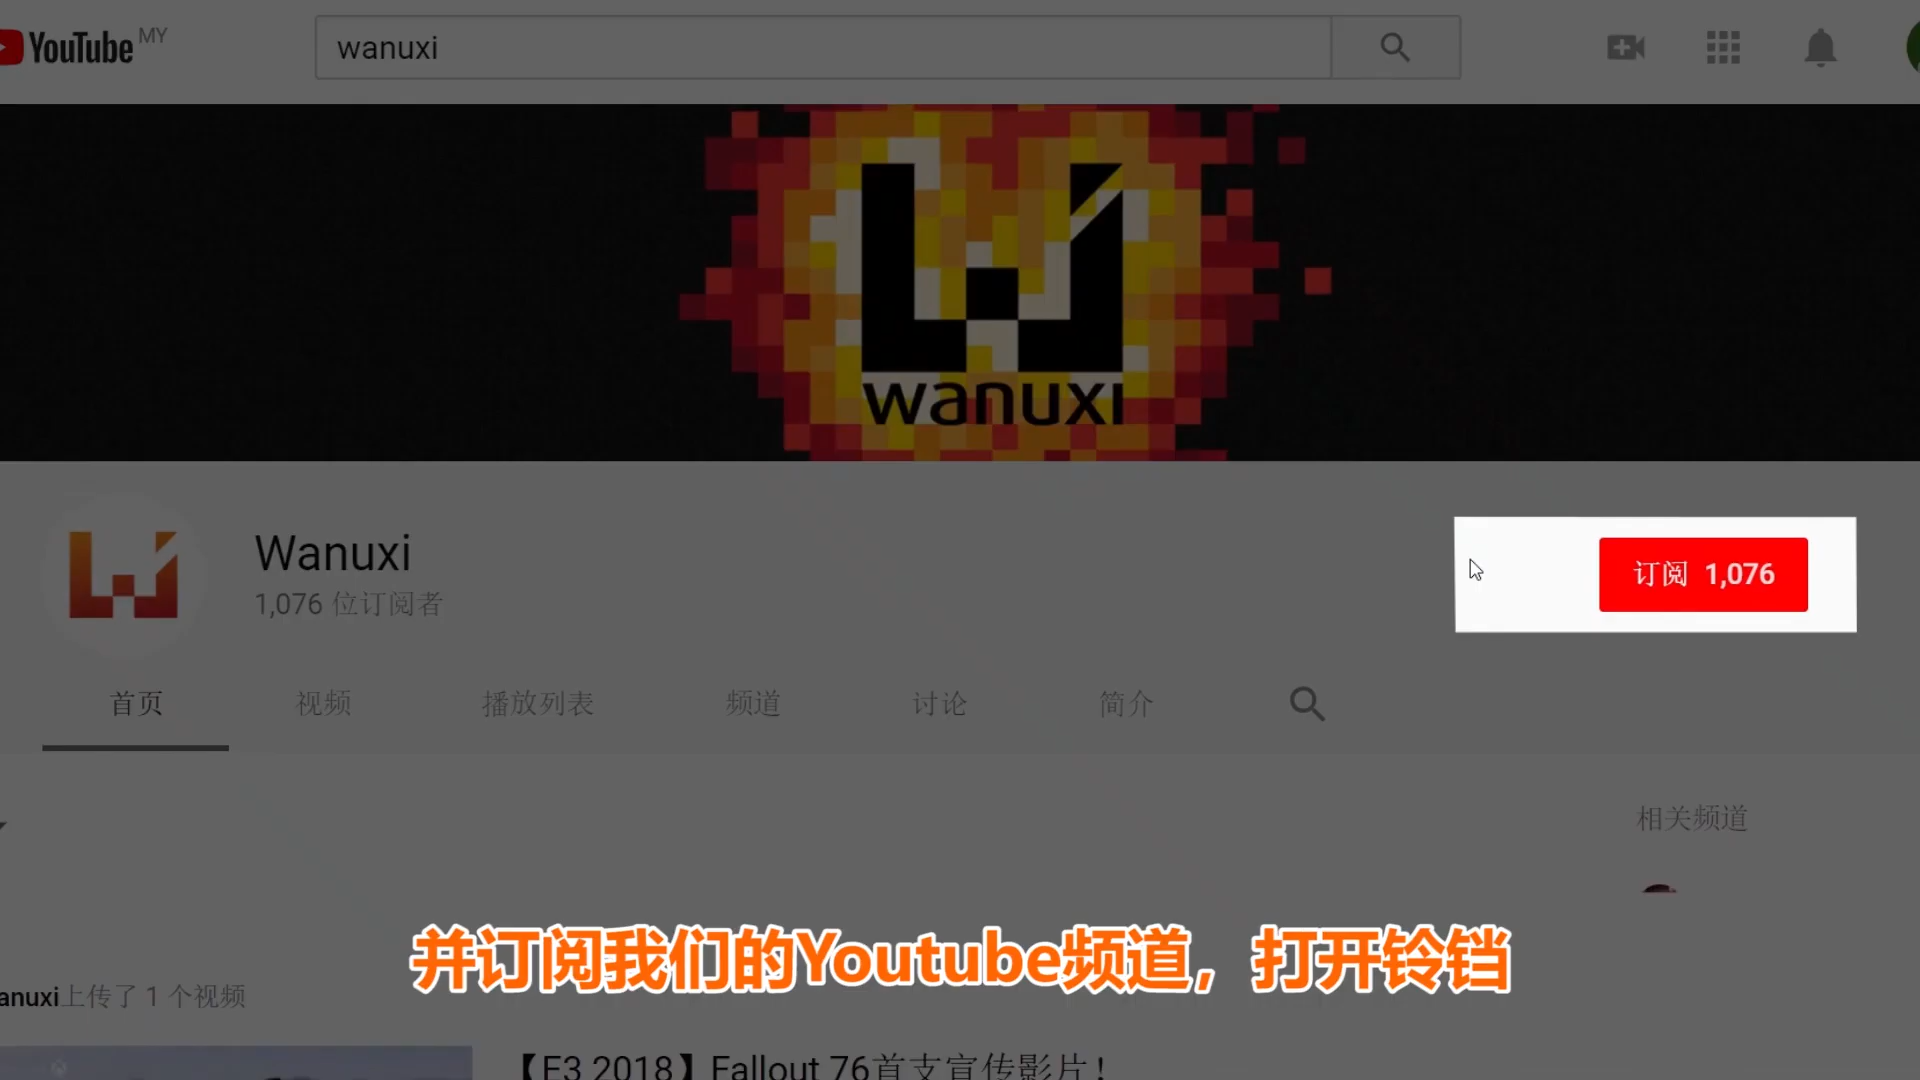 YouTube MY
wanuxi
wanuxi
Wanuxi
1,076 位订阅者
订阅 1,076
首页 视频 播放列表 频道 讨论 简介
相关频道
并订阅我们的Youtube频道，打开铃铛
anuxi上传了 1 个视频
【E3 2018】Fallout 76首支宣传影片！